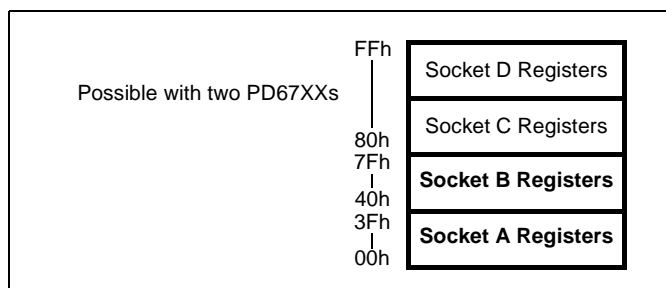 FFh
Socket D Registers
Possible with two PD67XXs
Socket C Registers
80h
7Fh
Socket B Registers
40h
3Fh
Socket A Registers
00h